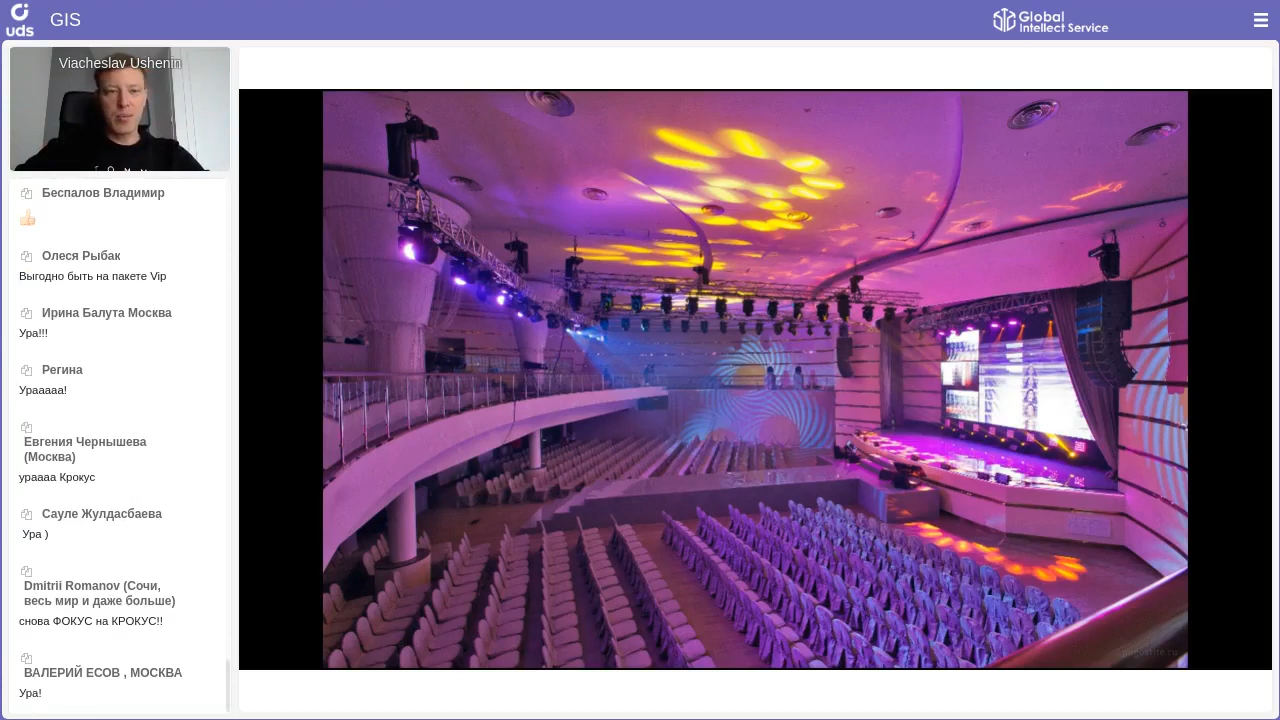 uds
GIS
Global
Intellect Service
Viacheslav Ushenin
Беспалов Владимир
Олеся Рыбак
Выгодно быть на пакете Vip
Ирина Балута Москва
Ура!!!
Регина
Урааааа!
Евгения Чернышева
(Москва)
ураааа Крокус
Сауле Жулдасбаева
Ура )
Dmitrii Romanov (Сочи,
весь мир и даже больше)
снова ФОКУС на КРОКУС!!
ВАЛЕРИЙ ЕСОВ , МОСКВА
Ура!